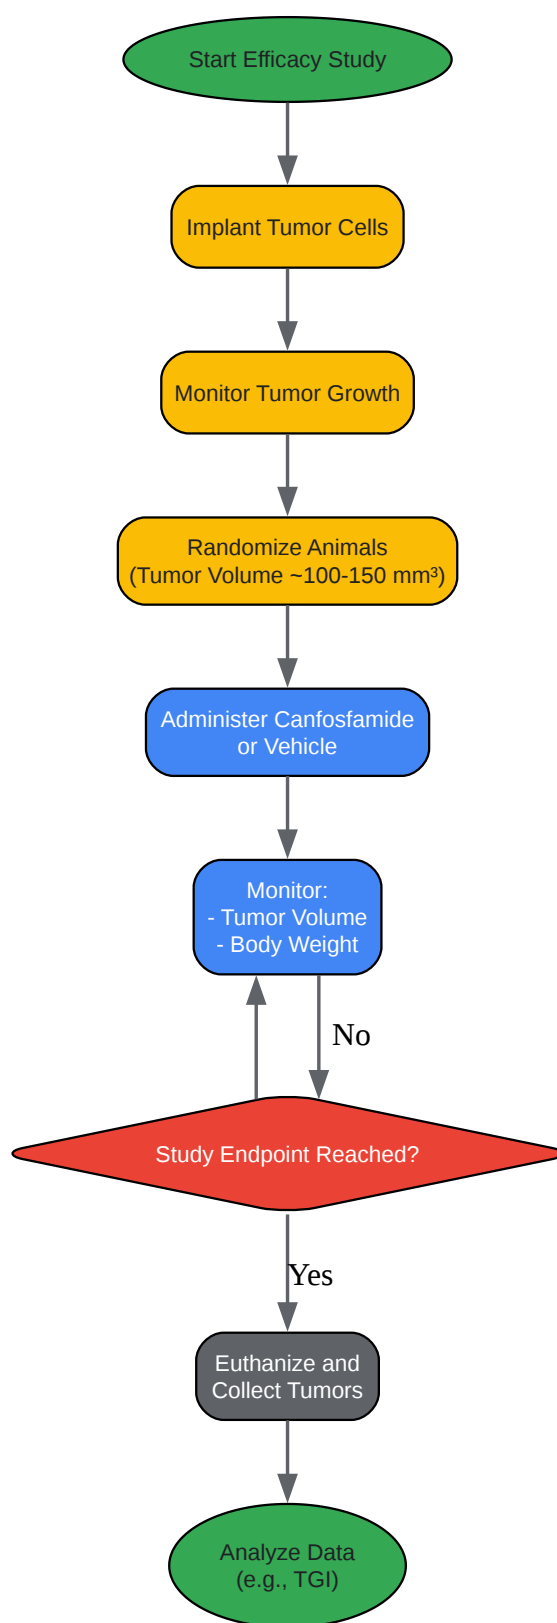 Start Efficacy Study
Implant Tumor Cells
Monitor Tumor Growth
Randomize Animals
(Tumor Volume ~100-150 mm³)
Administer Canfosfamide
or Vehicle
Monitor:
- Tumor Volume
- Body Weight
No
Study Endpoint Reached?
Yes
Euthanize and
Collect Tumors
Analyze Data
(e.g., TGI)